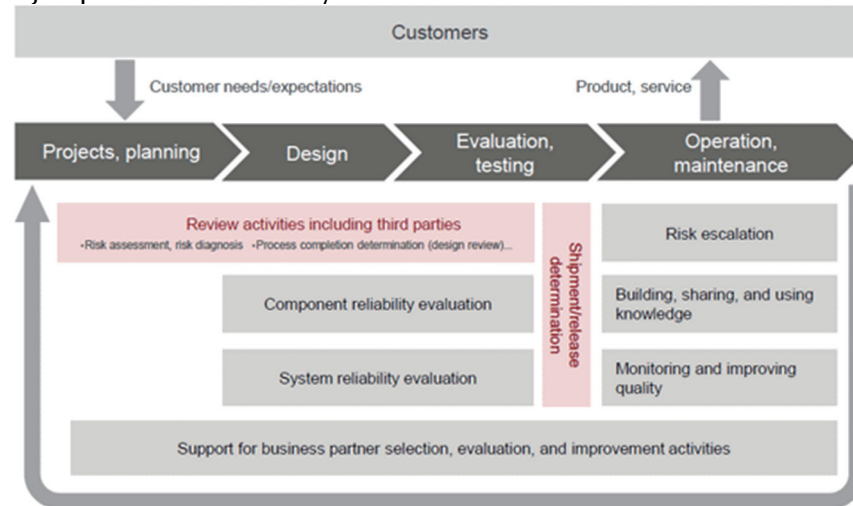 Customers
Customer needs/expectations
Product, service
Projects, planning
Design
Evaluation,
testing
Operation,
maintenance
Review activities including third parties
•Risk assessment, risk diagnosis •Process completion determination (design review)...
Shipment/release
determination
Risk escalation
Component reliability evaluation
Building, sharing, and using
knowledge
System reliability evaluation
Monitoring and improving
quality
Support for business partner selection, evaluation, and improvement activities